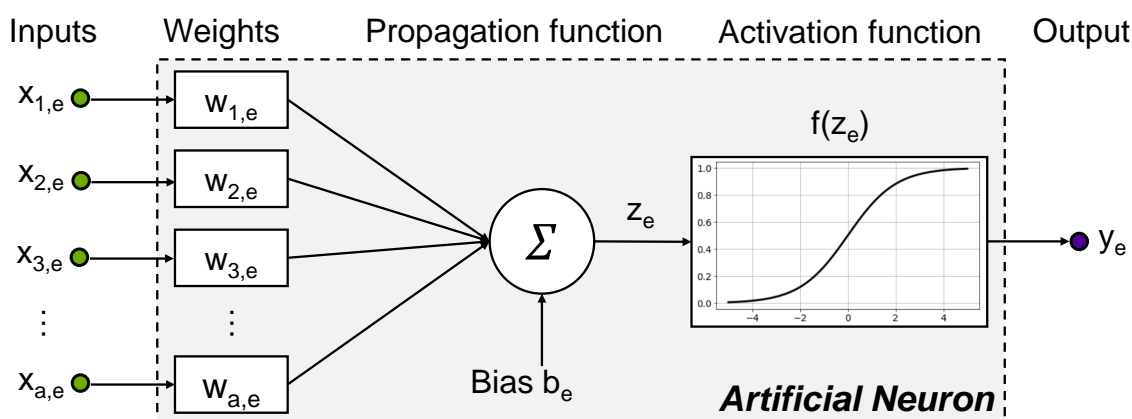 Inputs Weights Propagation function Activation function Output
x1,e w1,e f(ze)
x2,e w2,e
x3,e w3,e
⋮ ⋮
xa,e wa,e
Σ
Bias be
ze
1.0
0.8
0.6
0.4
0.2
0.0
−4 −2 0 2 4
ye
Artificial Neuron